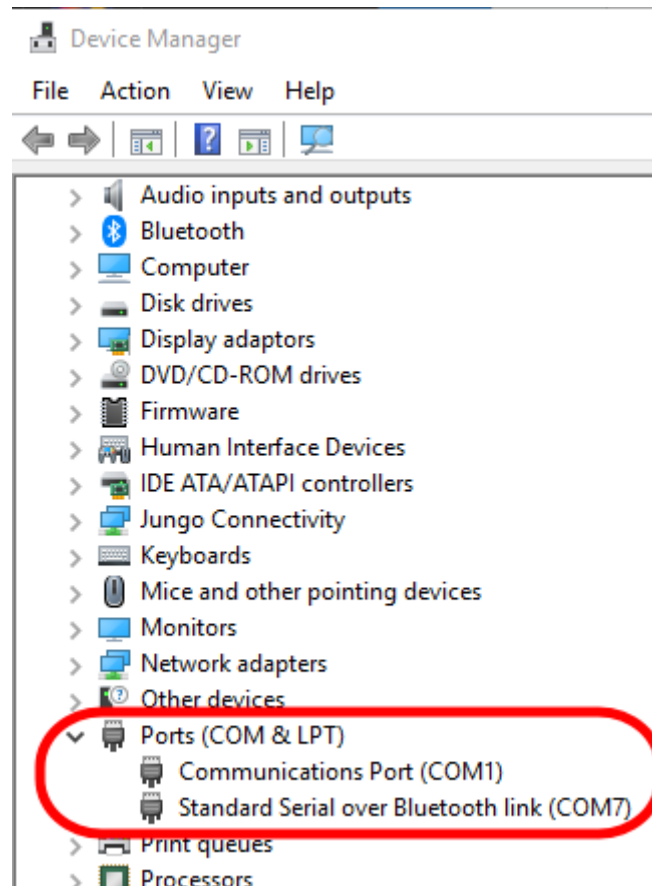 Device Manager
File Action View Help
Audio inputs and outputs
Bluetooth
Computer
Disk drives
Display adaptors
DVD/CD-ROM drives
Firmware
Human Interface Devices
IDE ATA/ATAPI controllers
Jungo Connectivity
Keyboards
Mice and other pointing devices
Monitors
Network adapters
Other devices
Ports (COM & LPT)
Communications Port (COM1)
Standard Serial over Bluetooth link (COM7)
Print queues
Processors